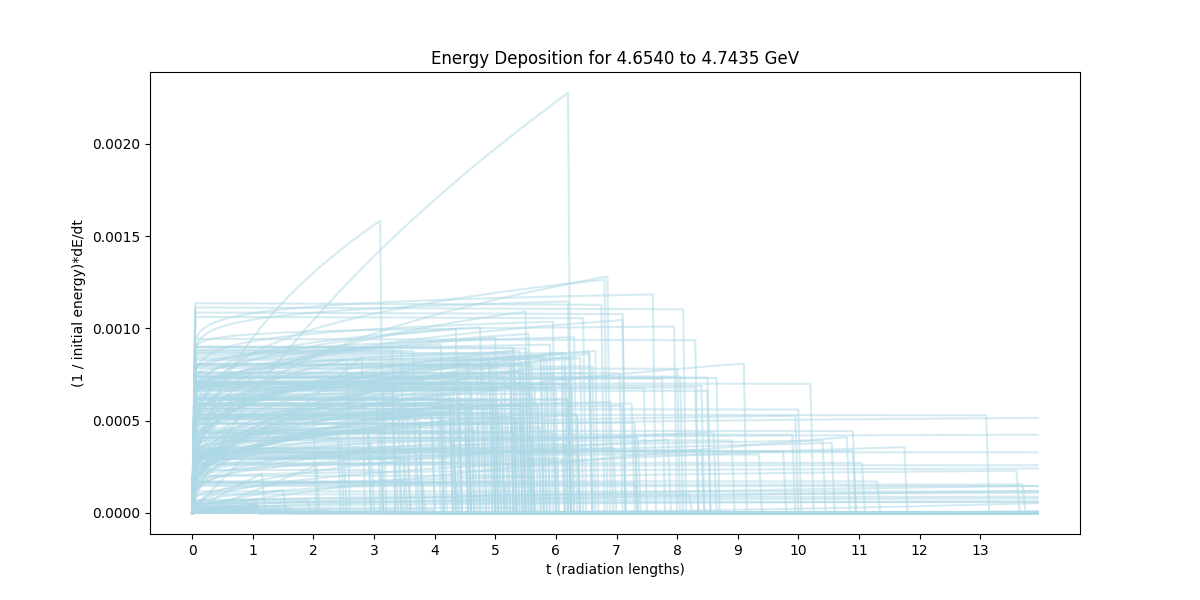 Energy Deposition for 4.6540 to 4.7435 GeV
(1 / initial energy)*dE/dt
0.0020
0.0015
0.0010
0.0005
0.0000
0 1 2 3 4 5 6 7 8 9 10 11 12 13
t (radiation lengths)